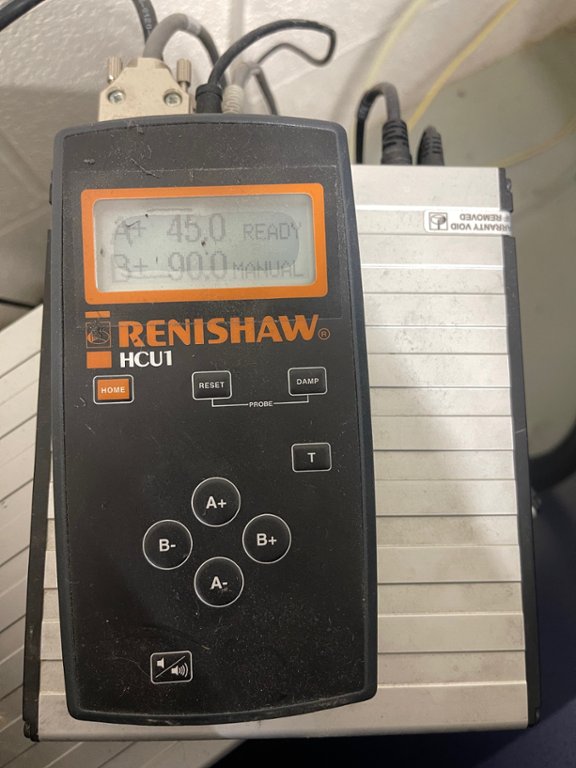 A+ 45.0 READY
B+ 90.0 MANUAL
RENISHAW®
HCU1
HOME
RESET
DAMP
PROBE
T
A+
B-
B+
A-
WARRANTY VOID
IF REMOVED